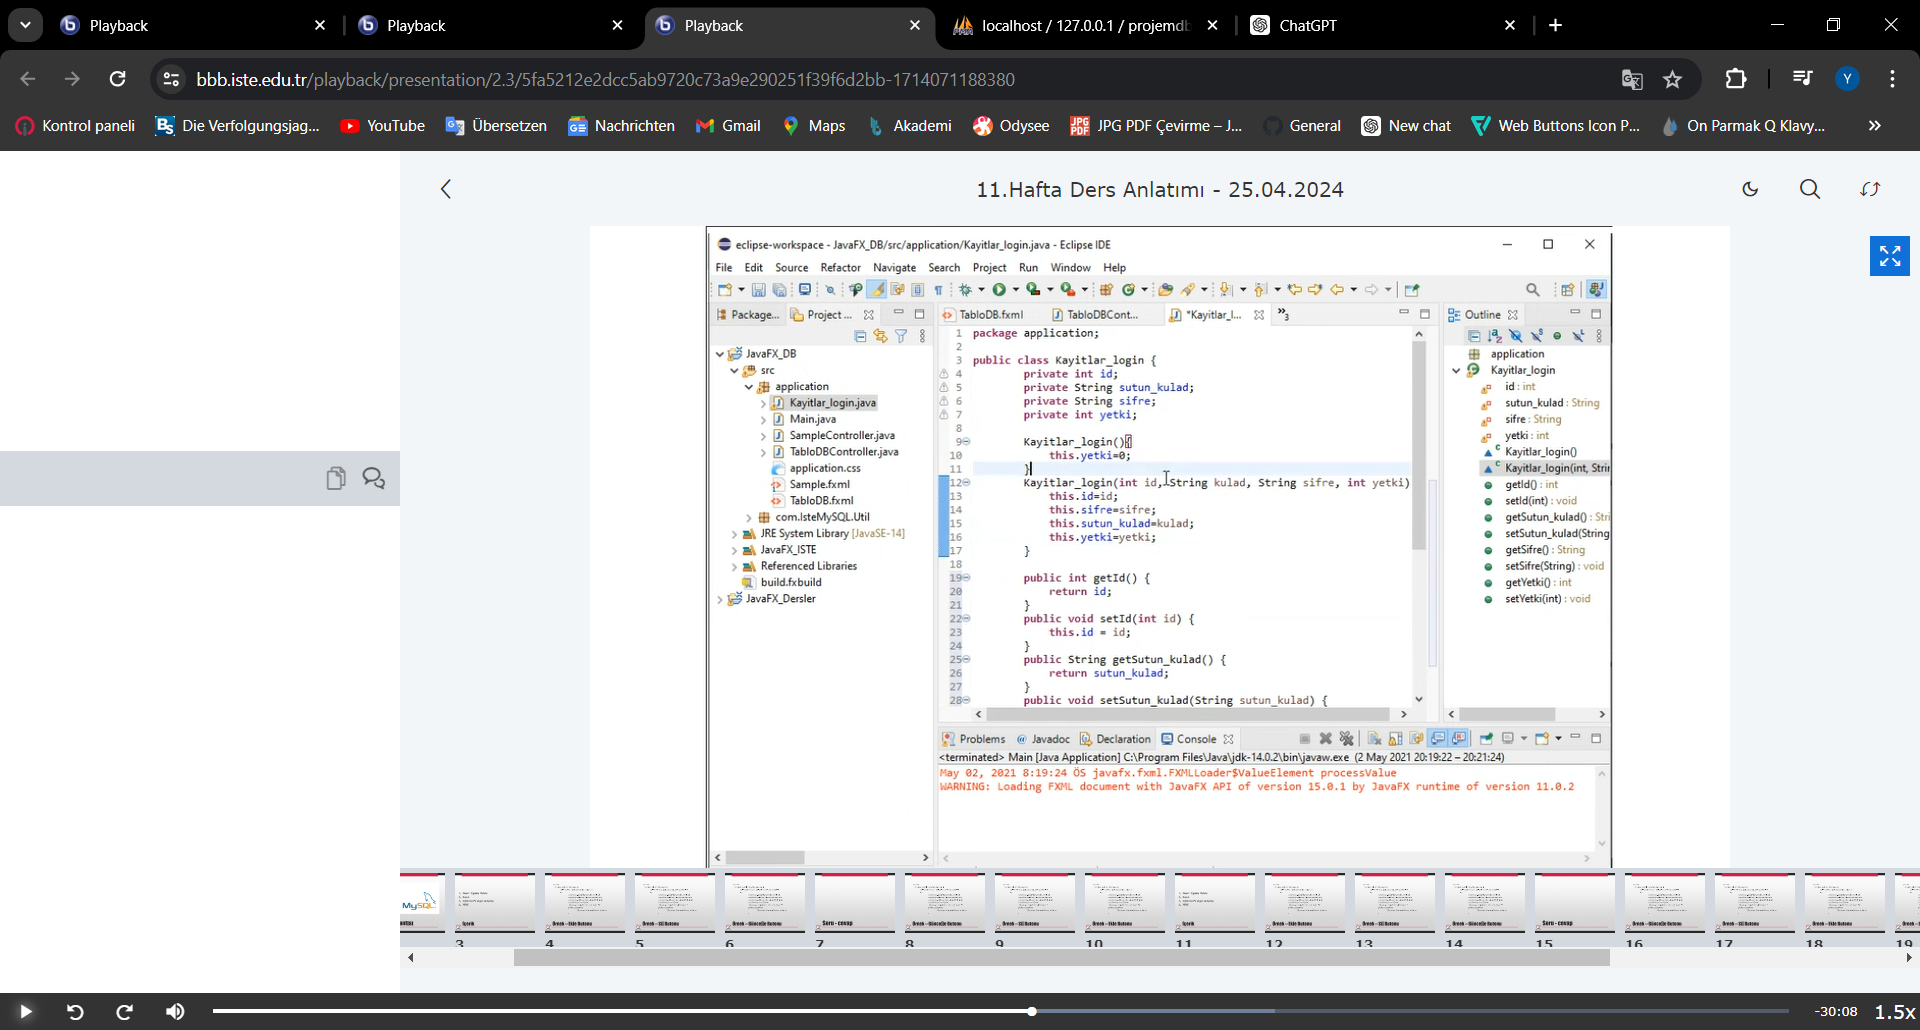 Playback
Playback
Playback
localhost / 127.0.0.1 / projemdb
ChatGPT
bbb.iste.edu.tr/playback/presentation/2.3/5fa5212e2dcc5ab9720c73a9e290251f39f6d2bb-1714071188380
Y
Kontrol paneli
Die Verfolgungsjag...
YouTube
Übersetzen
Nachrichten
Gmail
Maps
Akademi
Odysee
JPG PDF Çevirme – J...
General
New chat
Web Buttons Icon P...
On Parmak Q Klavy...
11.Hafta Ders Anlatımı - 25.04.2024
eclipse-workspace - JavaFX_DB/src/application/Kayitlar_login.java - Eclipse IDE
File Edit Source Refactor Navigate Search Project Run Window Help
Package...
Project ...
TabloDB.fxml
TabloDBCont...
*Kayitlar_l...
»3
Outline
JavaFX_DB
src
application
Kayitlar_login.java
Main.java
SampleController.java
TabloDBController.java
application.css
Sample.fxml
TabloDB.fxml
com.IsteMySQL.Util
JRE System Library [JavaSE-14]
JavaFX_ISTE
Referenced Libraries
build.fxbuild
JavaFX_Dersler
1 package application;
2
3 public class Kayitlar_login {
4 private int id;
5 private String sutun_kulad;
6 private String sifre;
7 private int yetki;
8
9 Kayitlar_login(){
10 this.yetki=0;
11 }
12 Kayitlar_login(int id, String kulad, String sifre, int yetki)
13 this.id=id;
14 this.sifre=sifre;
15 this.sutun_kulad=kulad;
16 this.yetki=yetki;
17 }
18
19 public int getId() {
20 return id;
21 }
22 public void setId(int id) {
23 this.id = id;
24 }
25 public String getSutun_kulad() {
26 return sutun_kulad;
27 }
28 public void setSutun_kulad(String sutun_kulad) {
application
Kayitlar_login
id : int
sutun_kulad : String
sifre : String
yetki : int
Kayitlar_login()
Kayitlar_login(int, Strin
getId() : int
setId(int) : void
getSutun_kulad() : Stri
setSutun_kulad(String
getSifre() : String
setSifre(String) : void
getYetki() : int
setYetki(int) : void
Problems
Javadoc
Declaration
Console
<terminated> Main [Java Application] C:\Program Files\Java\jdk-14.0.2\bin\javaw.exe (2 May 2021 20:19:22 – 20:21:24)
May 02, 2021 8:19:24 ÖS javafx.fxml.FXMLLoader$ValueElement processValue
WARNING: Loading FXML document with JavaFX API of version 15.0.1 by JavaFX runtime of version 11.0.2
MySQL
3 4 5 6 7 8 9 10 11 12 13 14 15 16 17 18 19
-30:08
1.5x